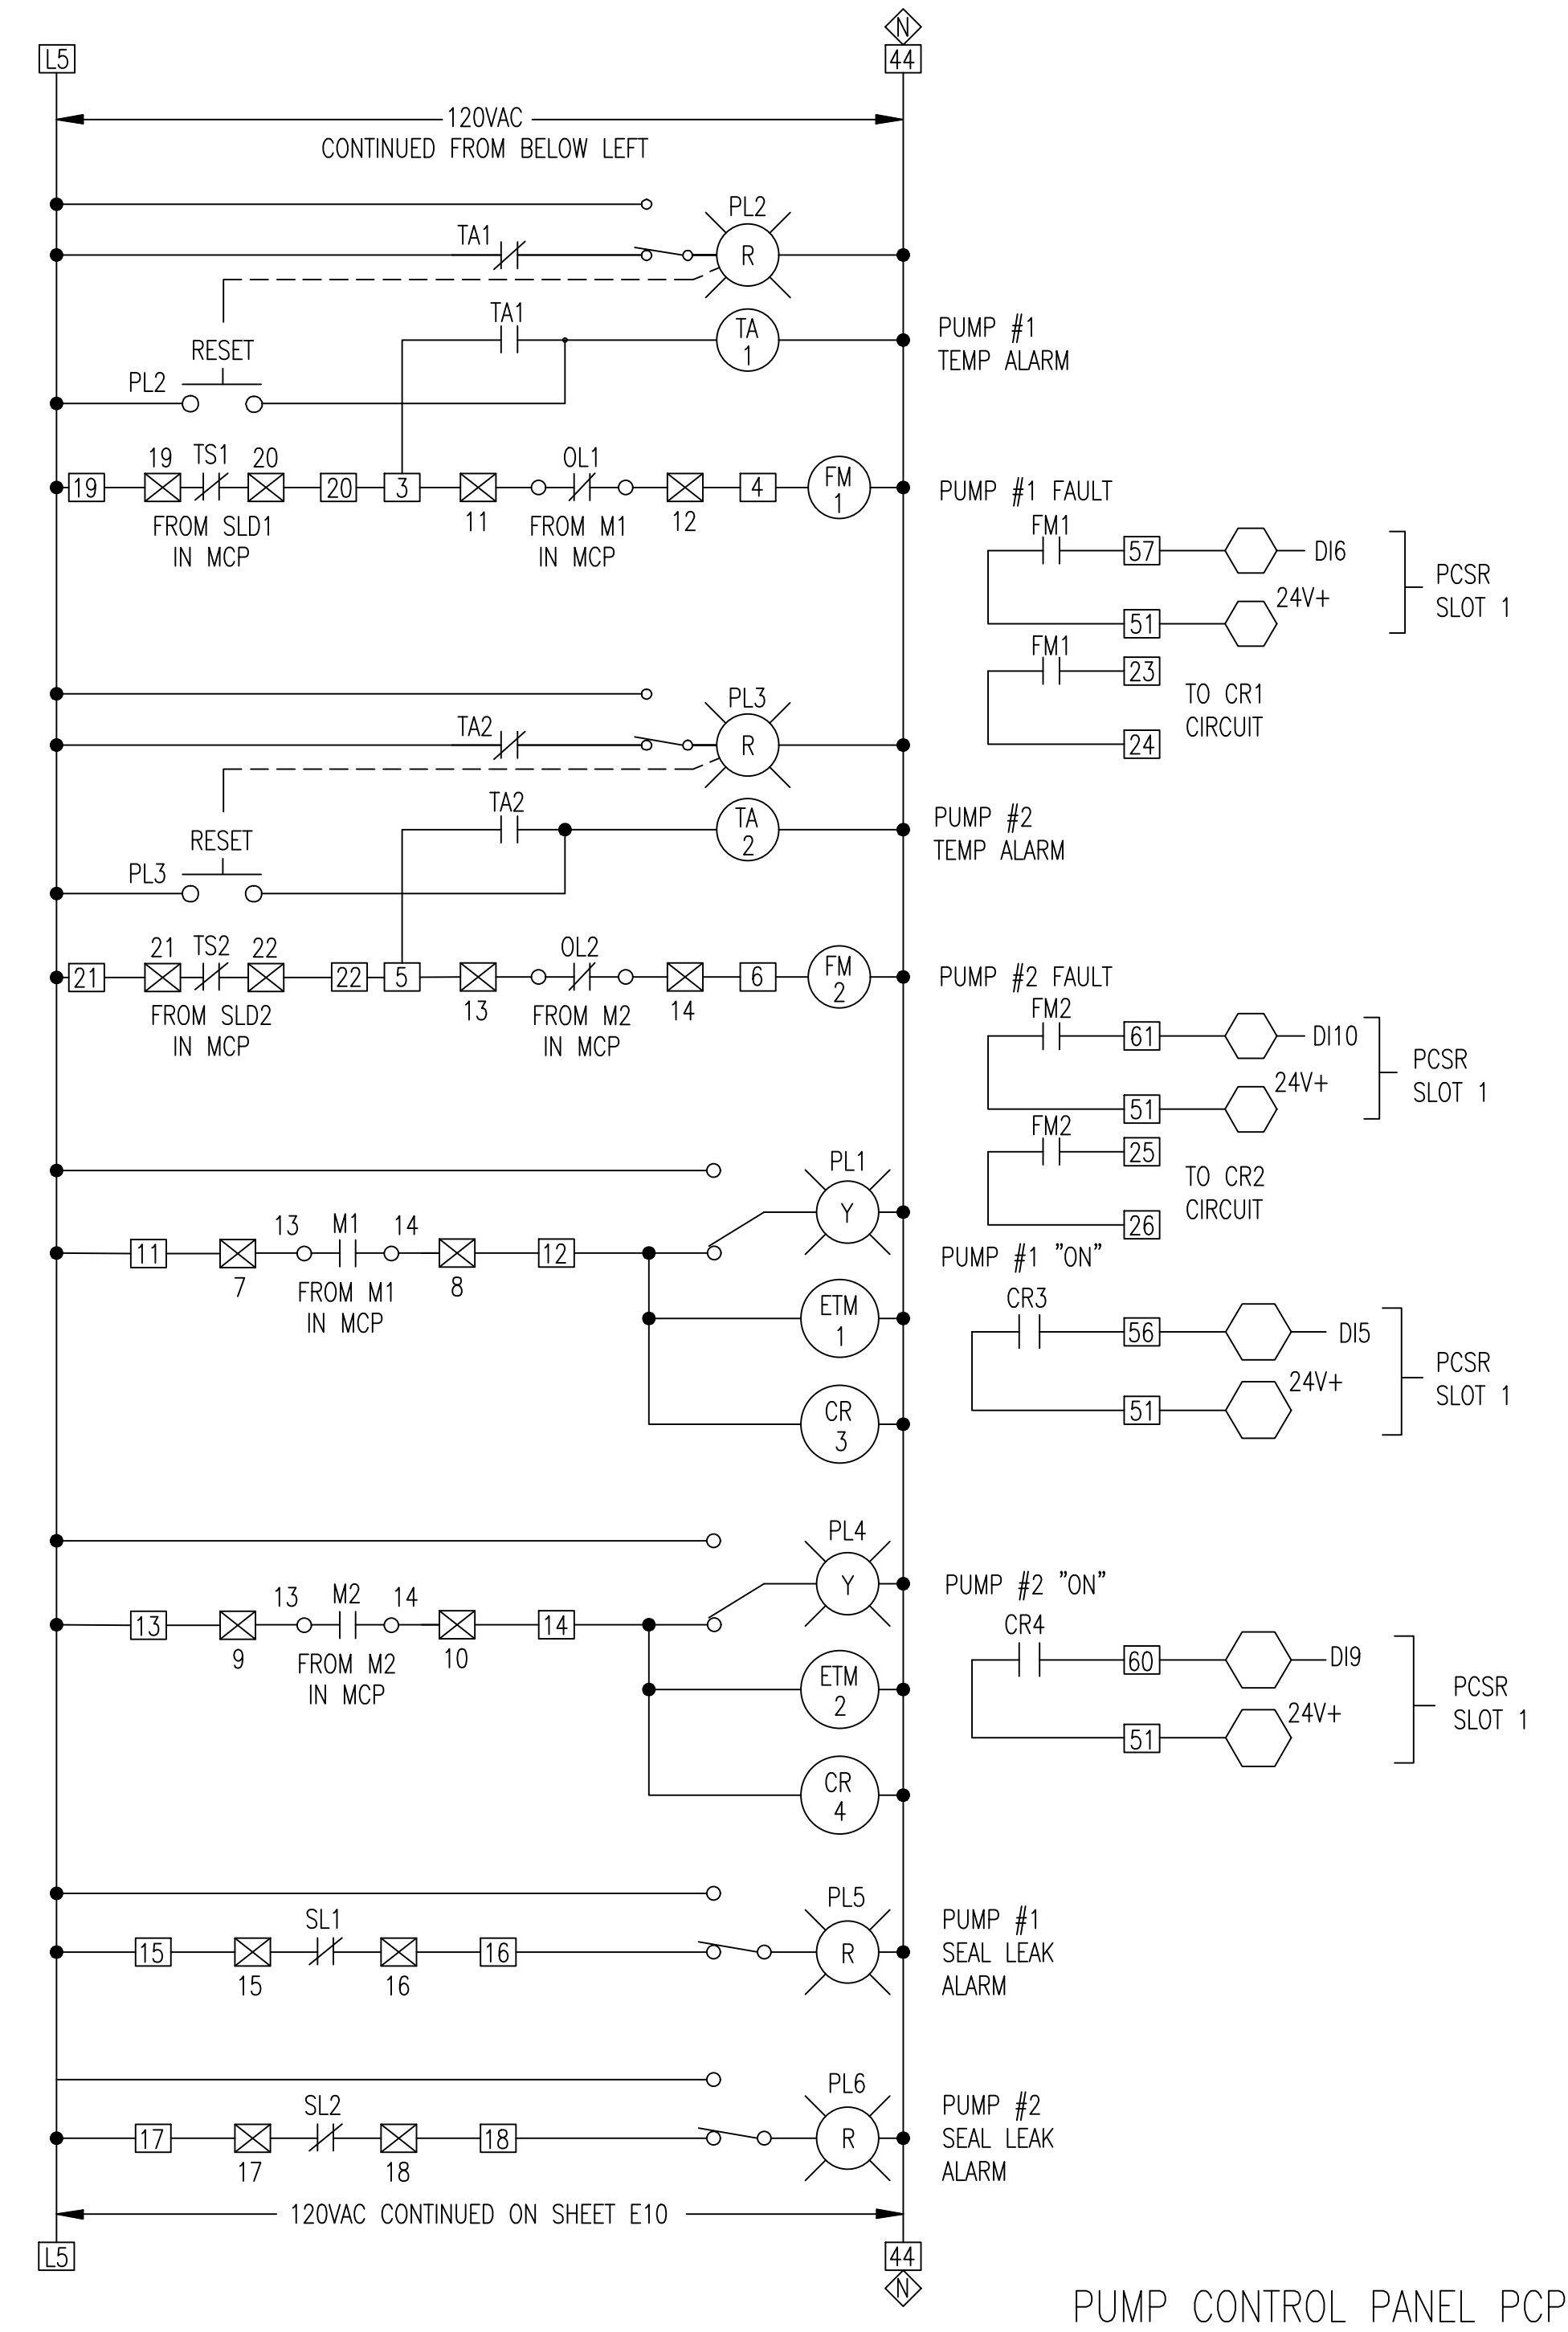 N
L5
44
120VAC
CONTINUED FROM BELOW LEFT
PL2
TA1
R
TA1
TA
1
PUMP #1
TEMP ALARM
RESET
PL2
19 TS1 20
OL1
19
20
3
4
FM
1
PUMP #1 FAULT
11
12
FROM SLD1
IN MCP
FROM M1
IN MCP
FM1
57
DI6
24V+
51
PCSR
SLOT 1
FM1
23
TO CR1
CIRCUIT
24
PL3
TA2
R
TA2
TA
2
PUMP #2
TEMP ALARM
RESET
PL3
21 TS2 22
OL2
21
22
5
6
FM
2
PUMP #2 FAULT
13
14
FROM SLD2
IN MCP
FROM M2
IN MCP
FM2
61
DI10
24V+
51
PCSR
SLOT 1
FM2
25
TO CR2
CIRCUIT
26
PL1
Y
13 M1 14
11
12
7
8
FROM M1
IN MCP
ETM
1
CR
3
PUMP #1 "ON"
CR3
56
DI5
24V+
51
PCSR
SLOT 1
PL4
Y
13 M2 14
13
14
9
10
FROM M2
IN MCP
ETM
2
CR
4
PUMP #2 "ON"
CR4
60
DI9
24V+
51
PCSR
SLOT 1
PL5
SL1
15
16
R
15
16
PUMP #1
SEAL LEAK
ALARM
PL6
SL2
17
18
R
17
18
PUMP #2
SEAL LEAK
ALARM
120VAC CONTINUED ON SHEET E10
L5
44
N
PUMP CONTROL PANEL PCP